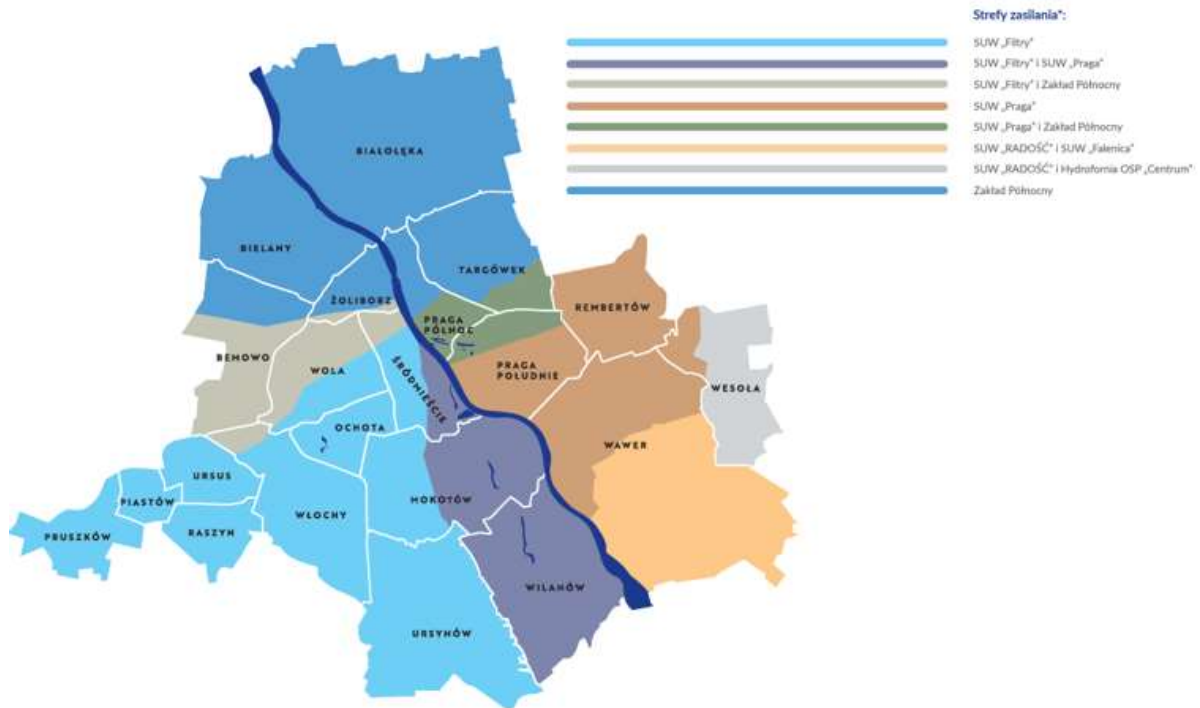 Strefy zasilania*:
SUW „Filtry”
SUW „Filtry” i SUW „Praga”
SUW „Filtry” i Zakład Północny
SUW „Praga”
SUW „Praga” i Zakład Północny
SUW „RADOŚĆ” i SUW „Falenica”
SUW „RADOŚĆ” i Hydrofornia OSP „Centrum”
Zakład Północny
BIAŁOŁĘKA
BIELANY
TARGÓWEK
ŻOLIBORZ
REMBERTÓW
PRAGA
PÓŁNOC
BEMOWO
WOLA
ŚRÓDMIEŚCIE
PRAGA
POŁUDNIE
WESOŁA
OCHOTA
WAWER
URSUS
PIASTÓW
MOKOTÓW
WŁOCHY
PRUSZKÓW
RASZYN
WILANÓW
URSYNÓW